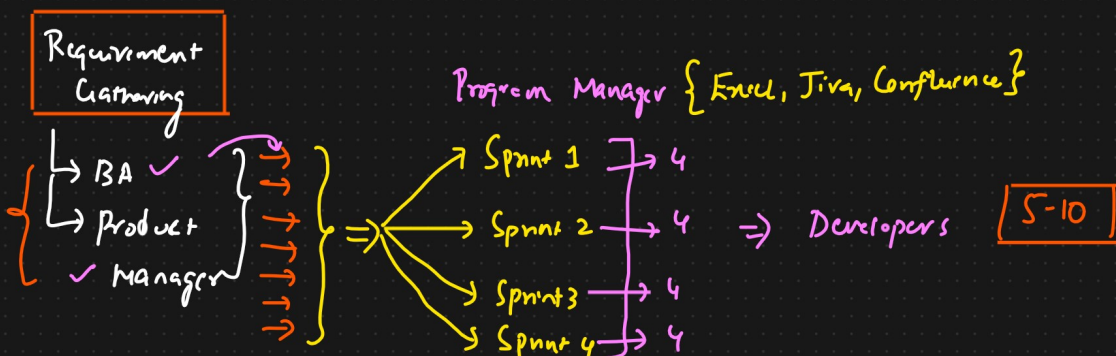 Requirement
Gathering
Program Manager { Excel, Jira, Confluence }
BA
Product
Manager
Sprint 1 4
Sprint 2 4
Sprint 3 4
Sprint 4 4
Developers
5-10